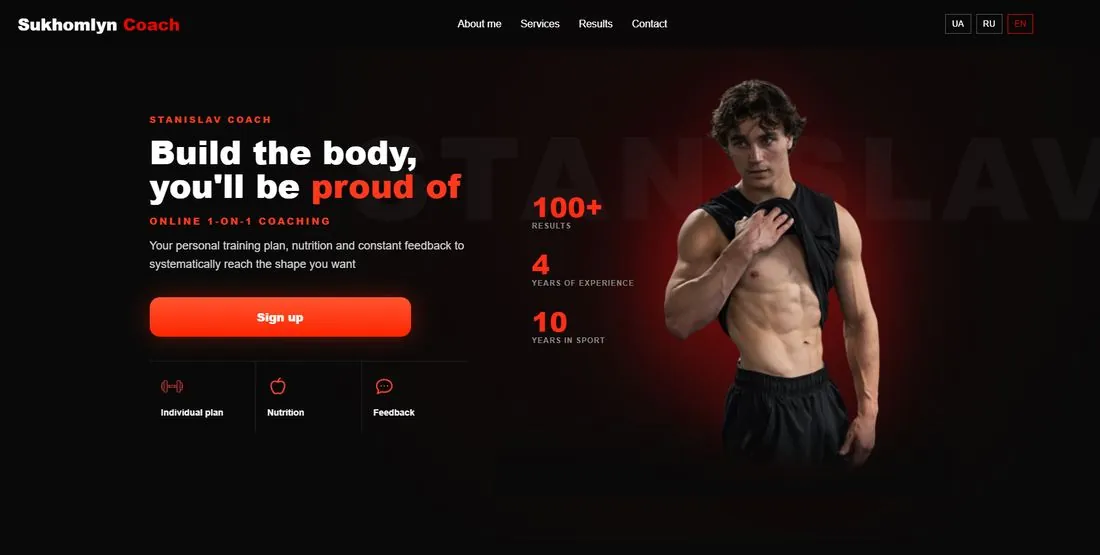 Sukhomlyn Coach
About me
Services
Results
Contact
UA
RU
EN
STANISLAV
STANISLAV COACH
Build the body,
you'll be proud of
ONLINE 1-ON-1 COACHING
Your personal training plan, nutrition and constant feedback to
systematically reach the shape you want
Sign up
Individual plan
Nutrition
Feedback
100+
RESULTS
4
YEARS OF EXPERIENCE
10
YEARS IN SPORT